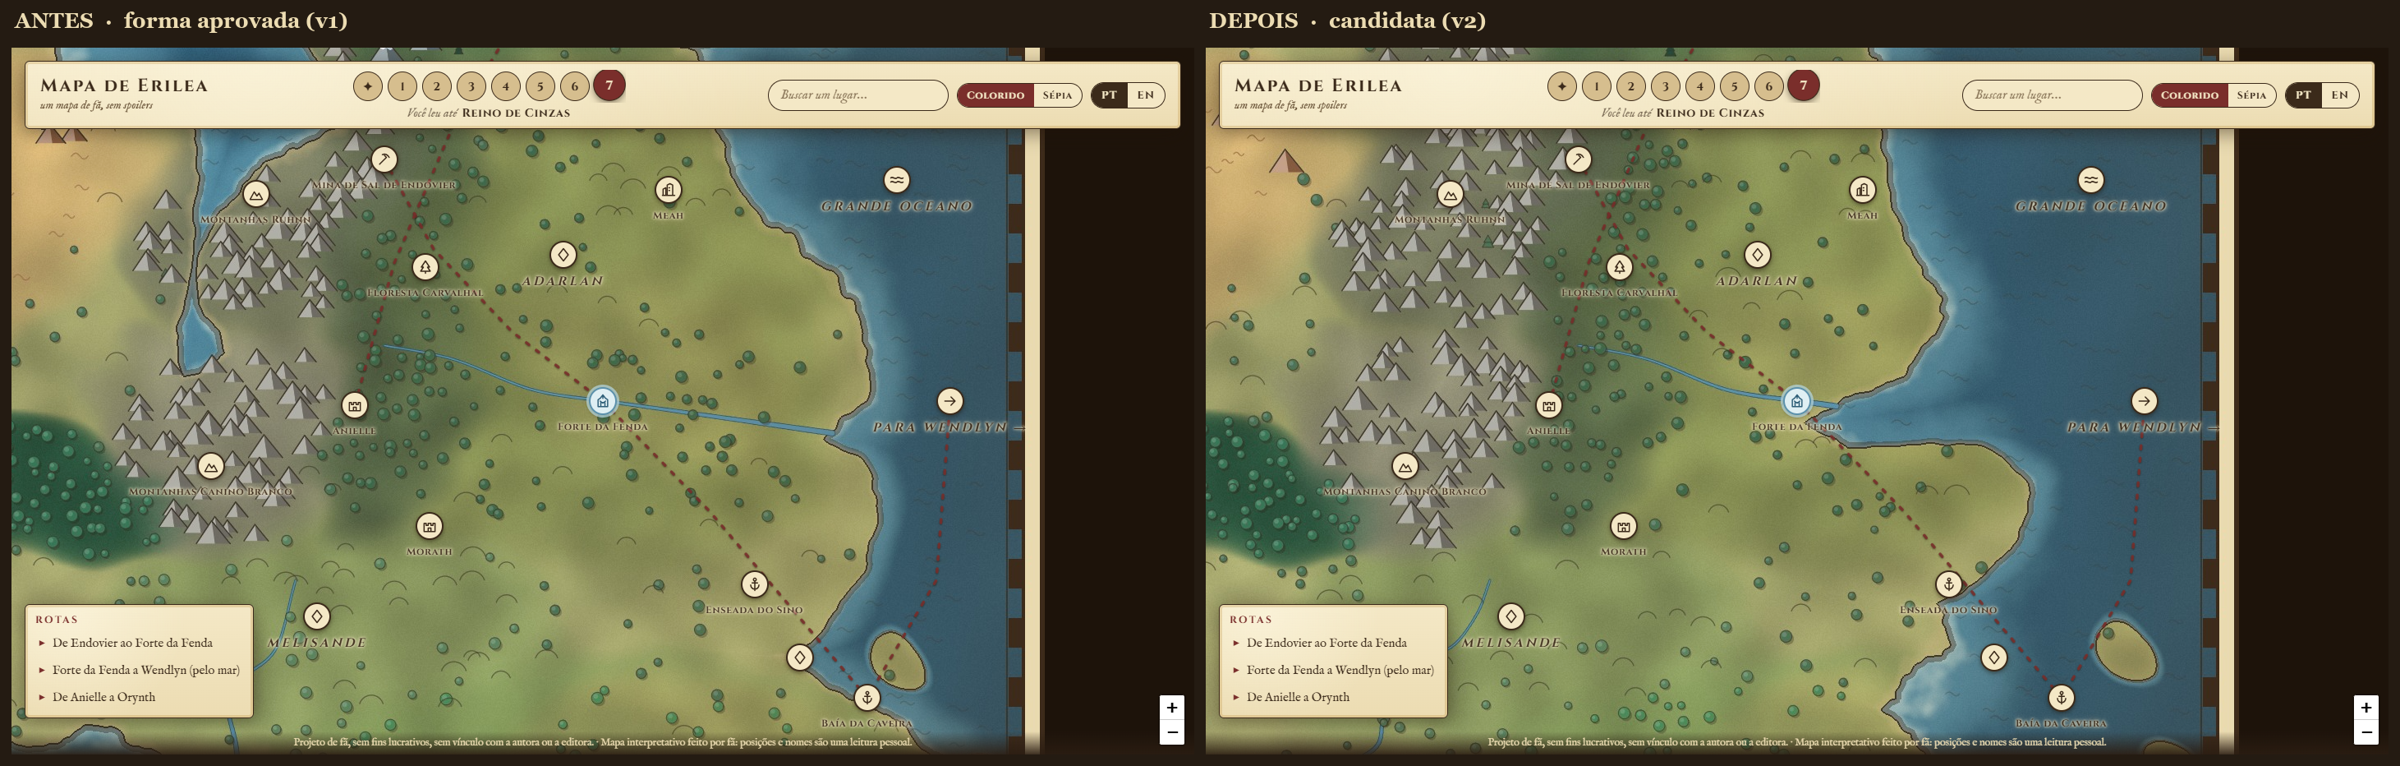 ANTES · forma aprovada (v1)
MAPA DE ERILEA
um mapa de fã, sem spoilers
✦ 1 2 3 4 5 6 7
Você leu até REINO DE CINZAS
Buscar um lugar...
COLORIDO SÉPIA
PT EN
MINA DE SAL DE ENDOVIER
MONTANHAS RUHNN
MEAH
GRANDE OCEANO
ADARLAN
FLORESTA CARVALHAL
ANIELLE
FORTE DA FENDA
PARA WENDLYN —
MONTANHAS CANINO BRANCO
MORATH
ENSEADA DO SINO
MELISANDE
BAÍA DA CAVEIRA
ROTAS
De Endovier ao Forte da Fenda
Forte da Fenda a Wendlyn (pelo mar)
De Anielle a Orynth
+
−
Projeto de fã, sem fins lucrativos, sem vínculo com a autora ou a editora. · Mapa interpretativo feito por fã: posições e nomes são uma leitura pessoal.
DEPOIS · candidata (v2)
MAPA DE ERILEA
um mapa de fã, sem spoilers
✦ 1 2 3 4 5 6 7
Você leu até REINO DE CINZAS
Buscar um lugar...
COLORIDO SÉPIA
PT EN
MINA DE SAL DE ENDOVIER
MONTANHAS RUHNN
MEAH
GRANDE OCEANO
ADARLAN
FLORESTA CARVALHAL
ANIELLE
FORTE DA FENDA
PARA WENDLYN —
MONTANHAS CANINO BRANCO
MORATH
ENSEADA DO SINO
MELISANDE
BAÍA DA CAVEIRA
ROTAS
De Endovier ao Forte da Fenda
Forte da Fenda a Wendlyn (pelo mar)
De Anielle a Orynth
+
−
Projeto de fã, sem fins lucrativos, sem vínculo com a autora ou a editora. · Mapa interpretativo feito por fã: posições e nomes são uma leitura pessoal.